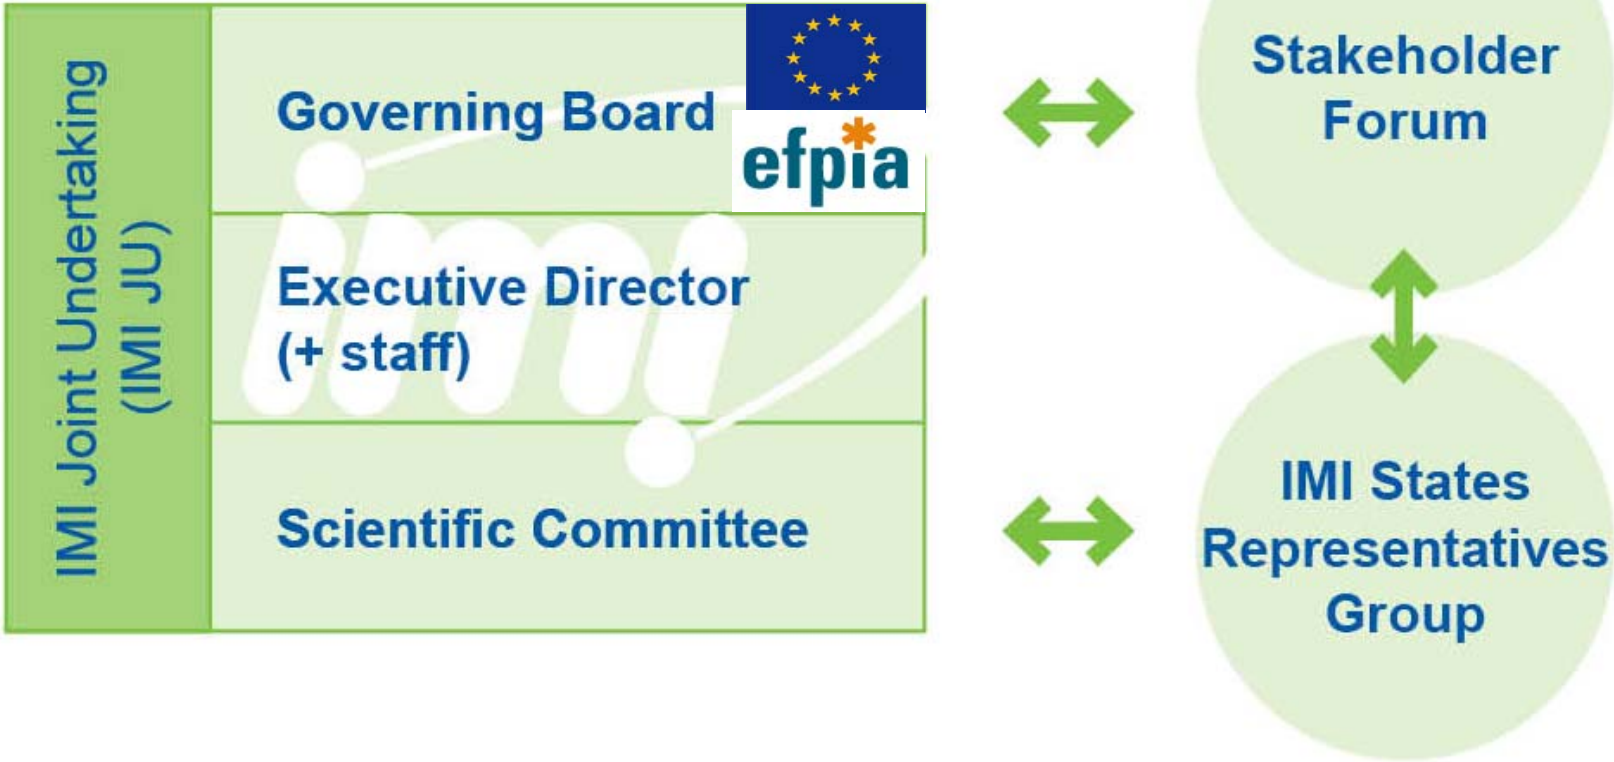 IMI Joint Undertaking
(IMI JU)
Governing Board
efpia
Executive Director
(+ staff)
imi
Scientific Committee
Stakeholder
Forum
IMI States
Representatives
Group